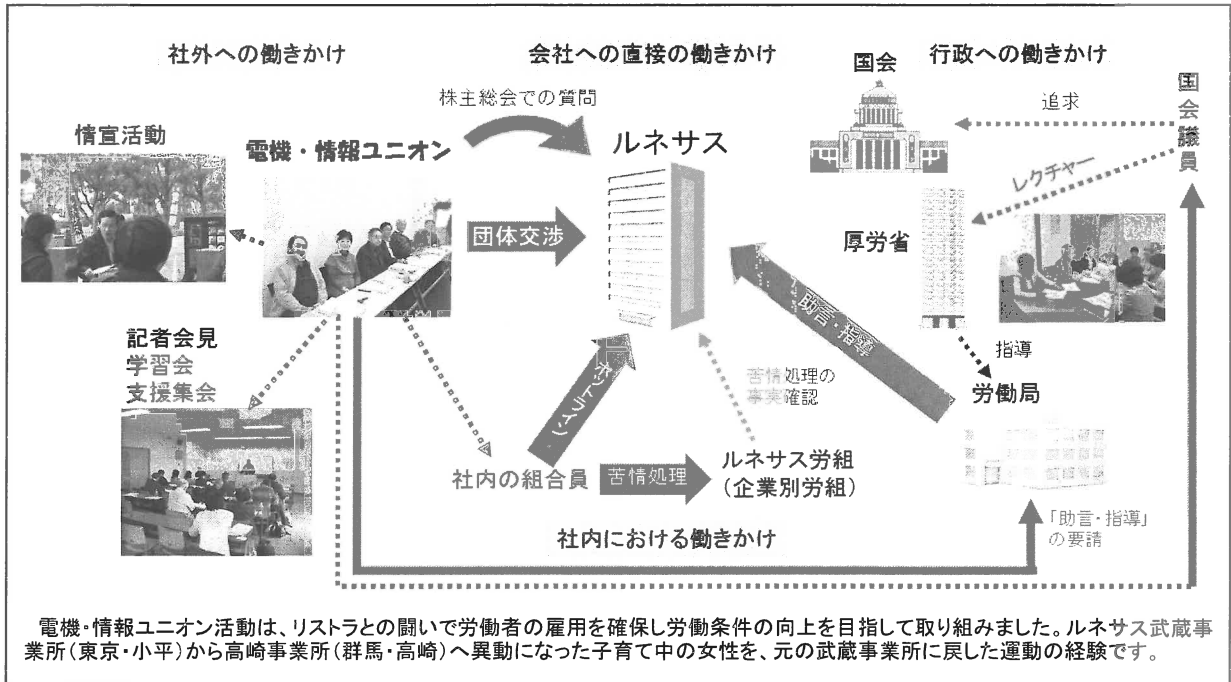 社外への働きかけ
会社への直接の働きかけ
行政への働きかけ
株主総会での質問
国会
追求
国会議員
情宣活動
電機・情報ユニオン
ルネサス
レクチャー
団体交渉
厚労省
助言・指導
記者会見
学習会
支援集会
指導
ホットライン
苦情処理の
事実確認
労働局
社内の組合員
苦情処理
ルネサス労組
(企業別労組)
「助言・指導」
の要請
社内における働きかけ
電機・情報ユニオン活動は、リストラとの闘いで労働者の雇用を確保し労働条件の向上を目指して取り組みました。ルネサス武蔵事
業所(東京・小平)から高崎事業所(群馬・高崎)へ異動になった子育て中の女性を、元の武蔵事業所に戻した運動の経験です。